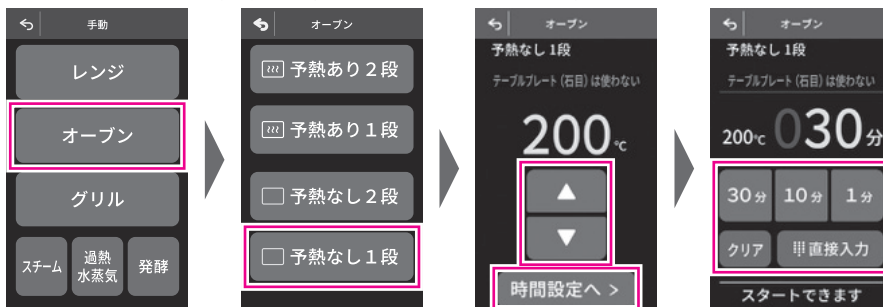 手動
レンジ
オーブン
グリル
スチーム
過熱
水蒸気
発酵
オーブン
予熱あり2段
予熱あり1段
予熱なし2段
予熱なし1段
オーブン
予熱なし 1段
テーブルプレート(石目)は使わない
200℃
時間設定へ >
オーブン
予熱なし 1段
テーブルプレート(石目)は使わない
200℃ 030分
30分 10分 1分
クリア 直接入力
スタートできます